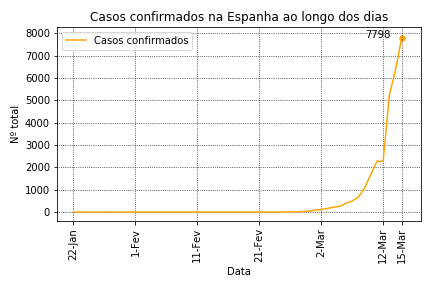 Casos confirmados na Espanha ao longo dos dias
Casos confirmados
7798
Nº total
8000
7000
6000
5000
4000
3000
2000
1000
0
22-Jan
1-Fev
11-Fev
21-Fev
2-Mar
12-Mar
15-Mar
Data